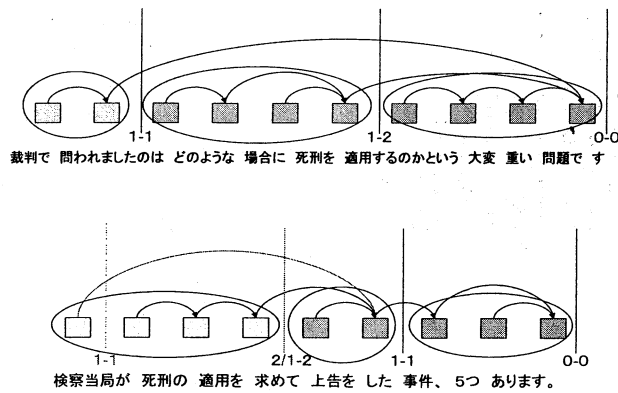 1-1 1-2 0-0
裁判で 問われましたのは どのような 場合に 死刑を 適用するのかという 大変 重い 問題で す
1-1 2/1-2 1-1 0-0
検察当局が 死刑の 適用を 求めて 上告を した 事件、 5つ あります。